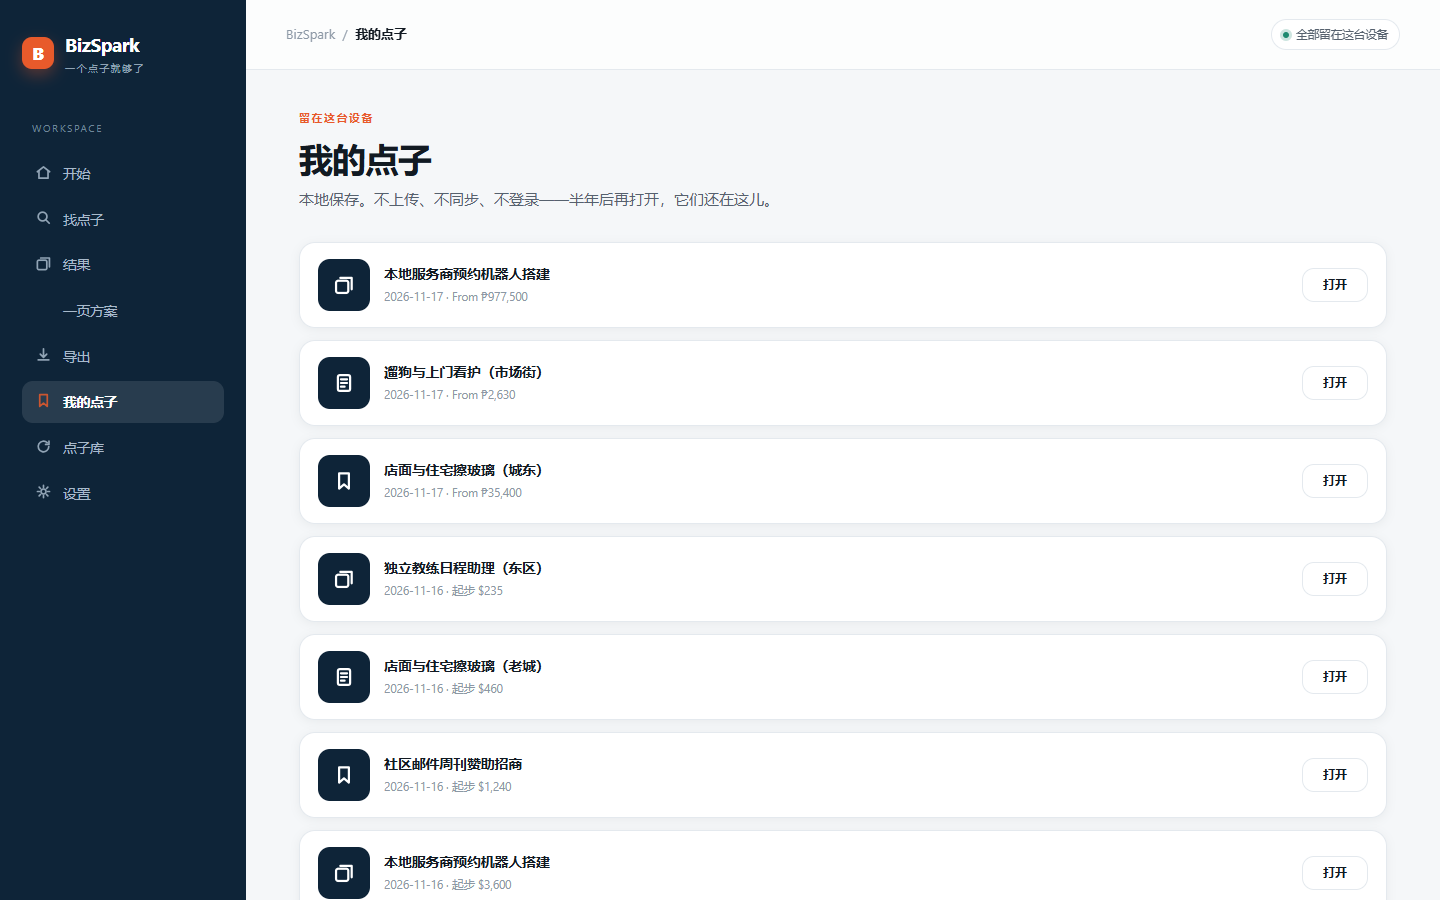 B
BizSpark
一个点子就够了
WORKSPACE
开始
找点子
结果
一页方案
导出
我的点子
点子库
设置
BizSpark / 我的点子
全部留在这台设备
留在这台设备
我的点子
本地保存。不上传、不同步、不登录——半年后再打开，它们还在这儿。
本地服务商预约机器人搭建
2026-11-17 · From ₱977,500
打开
遛狗与上门看护（市场街）
2026-11-17 · From ₱2,630
打开
店面与住宅擦玻璃（城东）
2026-11-17 · From ₱35,400
打开
独立教练日程助理（东区）
2026-11-16 · 起步 $235
打开
店面与住宅擦玻璃（老城）
2026-11-16 · 起步 $460
打开
社区邮件周刊赞助招商
2026-11-16 · 起步 $1,240
打开
本地服务商预约机器人搭建
2026-11-16 · 起步 $3,600
打开